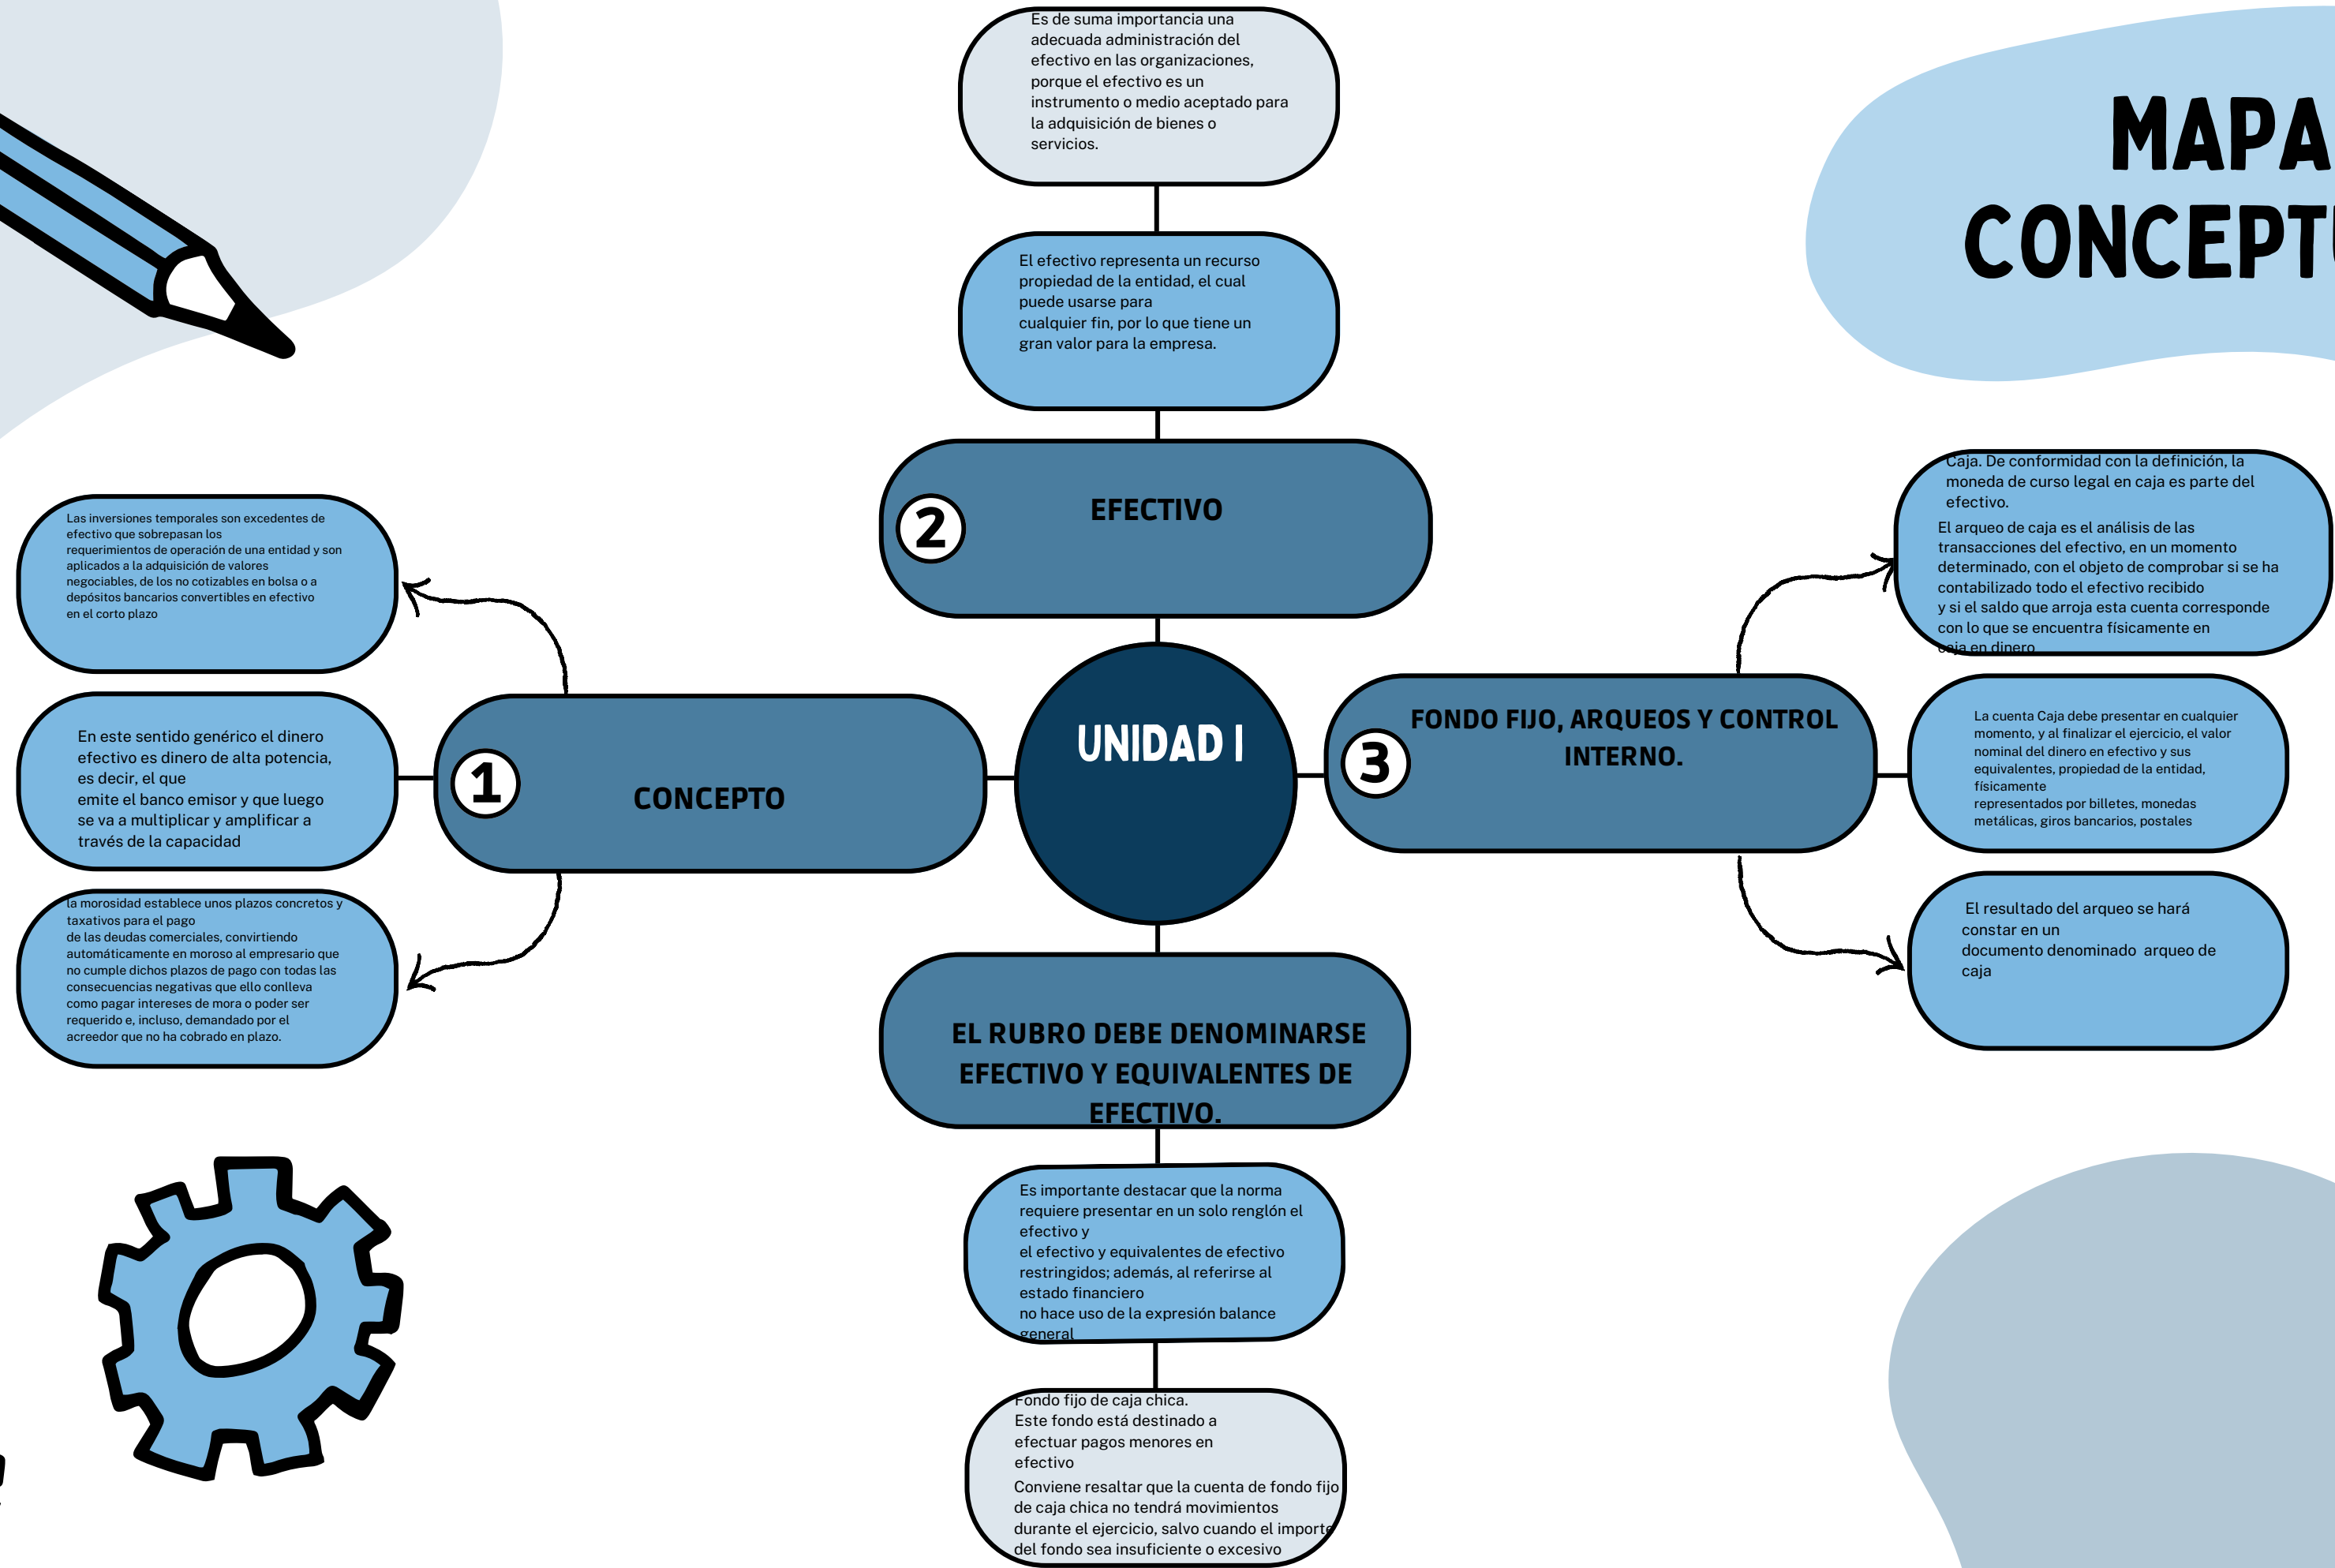 MAPA
Es de suma importancia una
adecuada administración del
efectivo en las organizaciones,
porque el efectivo es un
instrumento o medio aceptado para
la adquisición de bienes o
servicios.
El efectivo representa un recurso
propiedad de la entidad, el cual
puede usarse para
cualquier fin, por lo que tiene un
gran valor para la empresa.
2
EFECTIVO
UNIDAD I
1
CONCEPTO
Las inversiones temporales son excedentes de
efectivo que sobrepasan los
requerimientos de operación de una entidad y son
aplicados a la adquisición de valores
negociables, de los no cotizables en bolsa o a
depósitos bancarios convertibles en efectivo
en el corto plazo
En este sentido genérico el dinero
efectivo es dinero de alta potencia,
es decir, el que
emite el banco emisor y que luego
se va a multiplicar y amplificar a
través de la capacidad
la morosidad establece unos plazos concretos y
taxativos para el pago
de las deudas comerciales, convirtiendo
automáticamente en moroso al empresario que
no cumple dichos plazos de pago con todas las
consecuencias negativas que ello conlleva
como pagar intereses de mora o poder ser
requerido e, incluso, demandado por el
acreedor que no ha cobrado en plazo.
3
FONDO FIJO, ARQUEOS Y CONTROL
INTERNO.
Caja. De conformidad con la definición, la
moneda de curso legal en caja es parte del
efectivo.
El arqueo de caja es el análisis de las
transacciones del efectivo, en un momento
determinado, con el objeto de comprobar si se ha
contabilizado todo el efectivo recibido
y si el saldo que arroja esta cuenta corresponde
con lo que se encuentra físicamente en
caja en dinero
La cuenta Caja debe presentar en cualquier
momento, y al finalizar el ejercicio, el valor
nominal del dinero en efectivo y sus
equivalentes, propiedad de la entidad,
físicamente
representados por billetes, monedas
metálicas, giros bancarios, postales
El resultado del arqueo se hará
constar en un
documento denominado arqueo de
caja
EL RUBRO DEBE DENOMINARSE
EFECTIVO Y EQUIVALENTES DE
EFECTIVO.
Es importante destacar que la norma
requiere presentar en un solo renglón el
efectivo y
el efectivo y equivalentes de efectivo
restringidos; además, al referirse al
estado financiero
no hace uso de la expresión balance
general
Fondo fijo de caja chica.
Este fondo está destinado a
efectuar pagos menores en
efectivo
Conviene resaltar que la cuenta de fondo fijo
de caja chica no tendrá movimientos
durante el ejercicio, salvo cuando el importe
del fondo sea insuficiente o excesivo